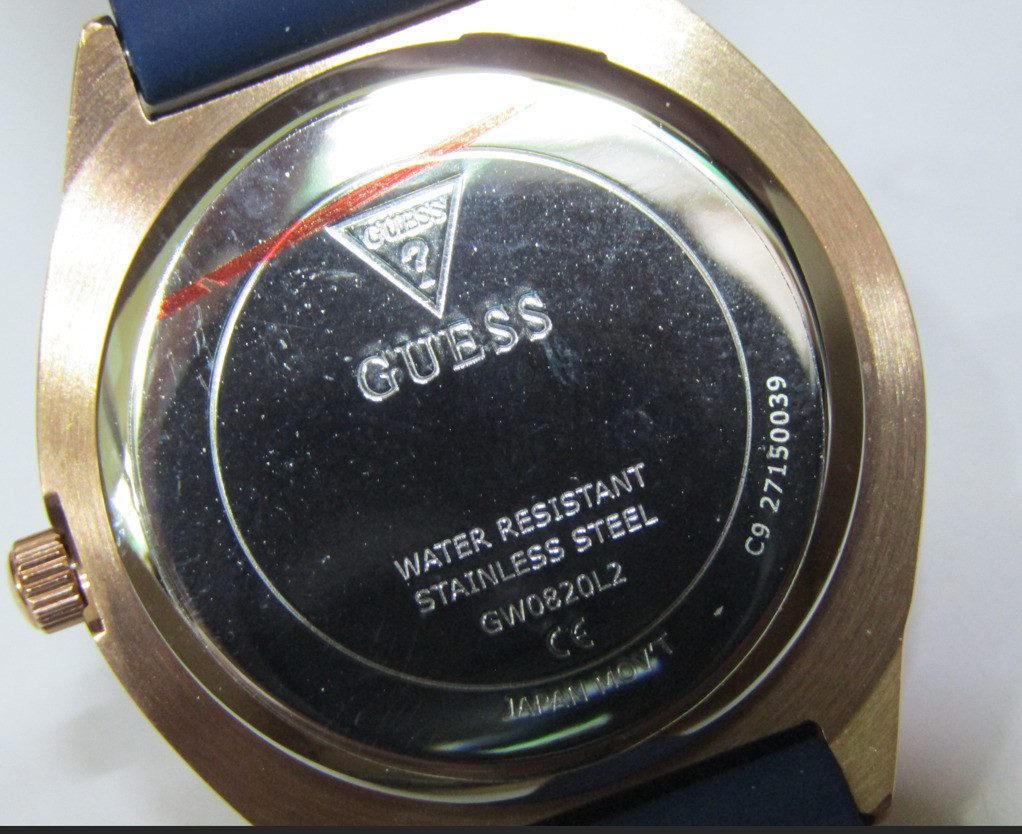 GUESS
?
GUESS
WATER RESISTANT
STAINLESS STEEL
GW0820L2
CE
JAPAN MOV'T
C9 27150039